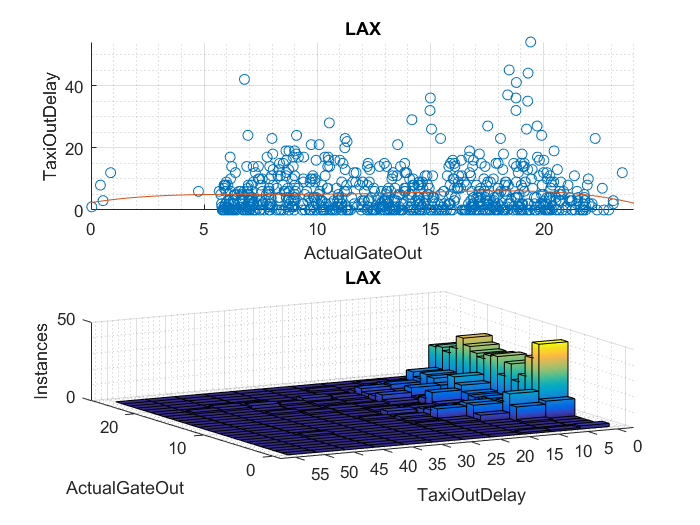 LAX
TaxiOutDelay
40
20
0
0 5 10 15 20
ActualGateOut
LAX
Instances
50
0
20
10
0
ActualGateOut
55 50 45 40 35 30 25 20 15 10 5 0
TaxiOutDelay